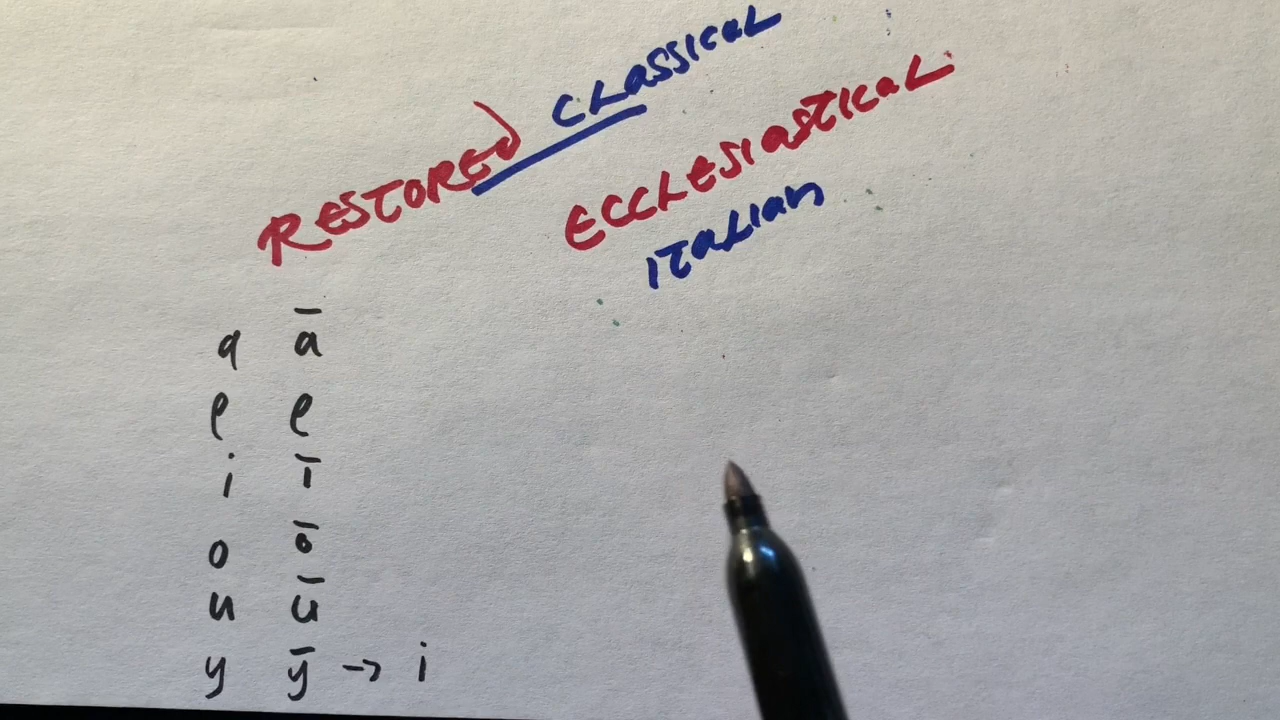 RESTORED CLASSICAL
ECCLESIASTICAL
ITALIAN
a ā
e e
i ī
o ō
u ū
y ȳ → i